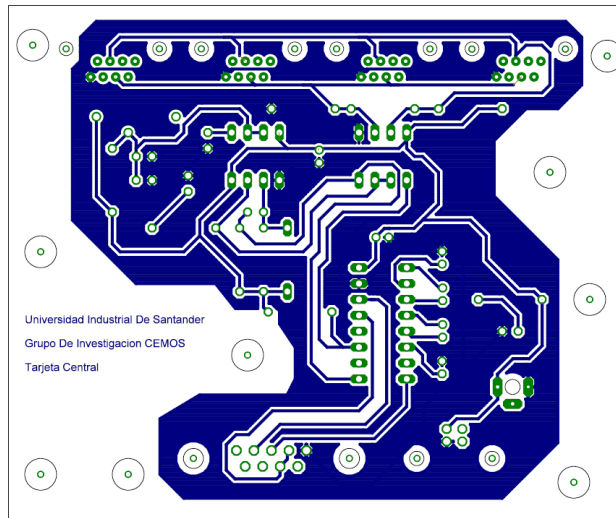 Universidad Industrial De Santander
Grupo De Investigacion CEMOS
Tarjeta Central